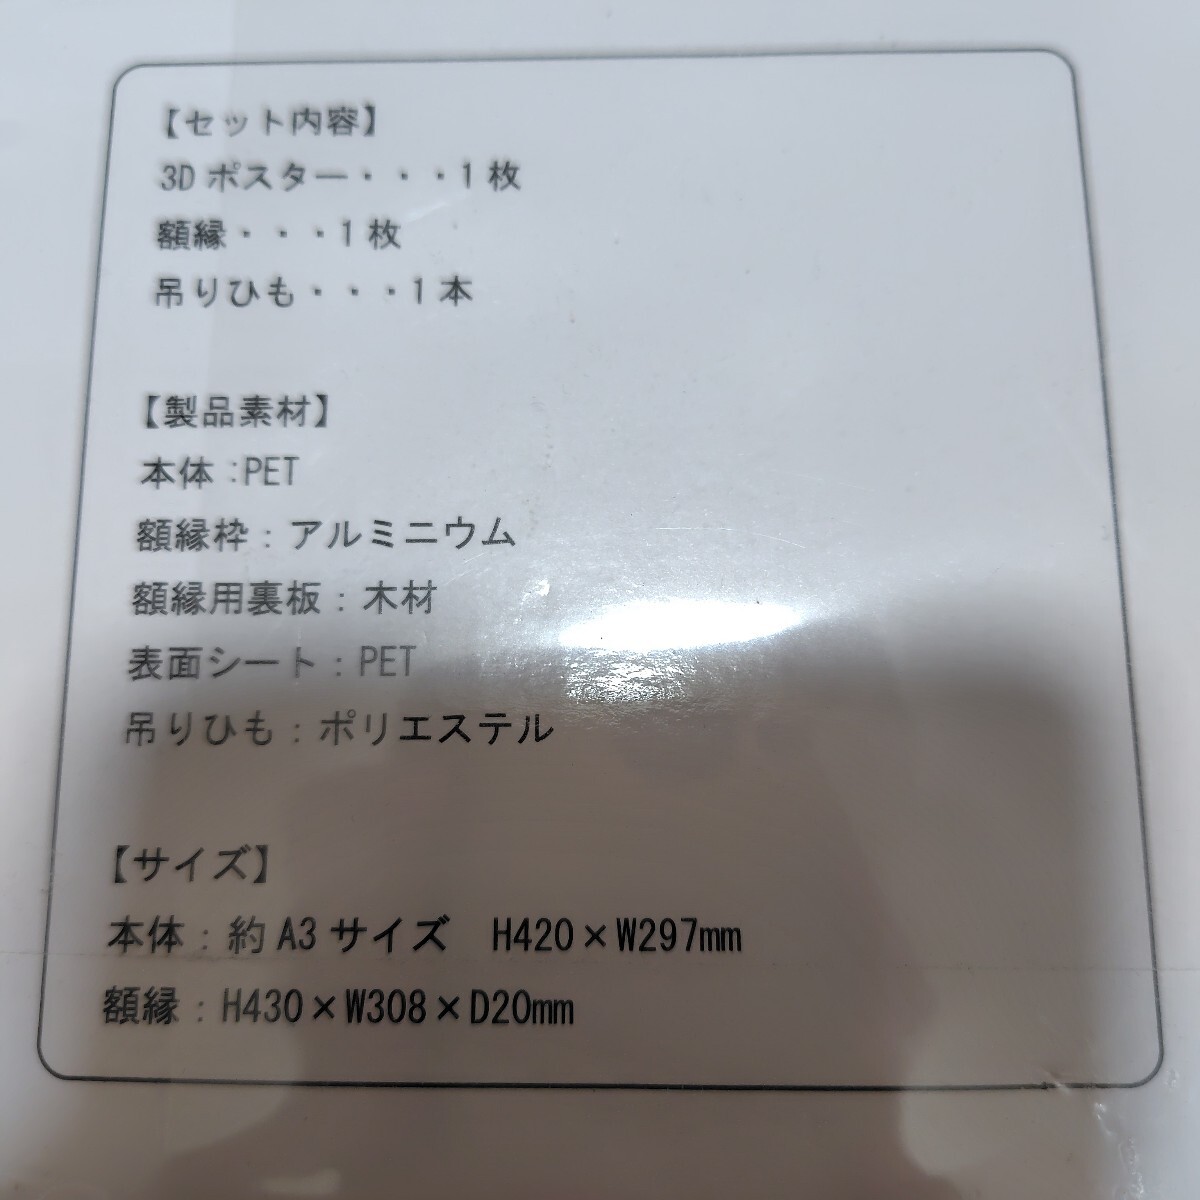 【セット内容】
3Dポスター・・・1枚
額縁・・・1枚
吊りひも・・・1本
【製品素材】
本体:PET
額縁枠：アルミニウム
額縁用裏板：木材
表面シート：PET
吊りひも：ポリエステル
【サイズ】
本体：約A3サイズ　H420×W297mm
額縁：H430×W308×D20mm